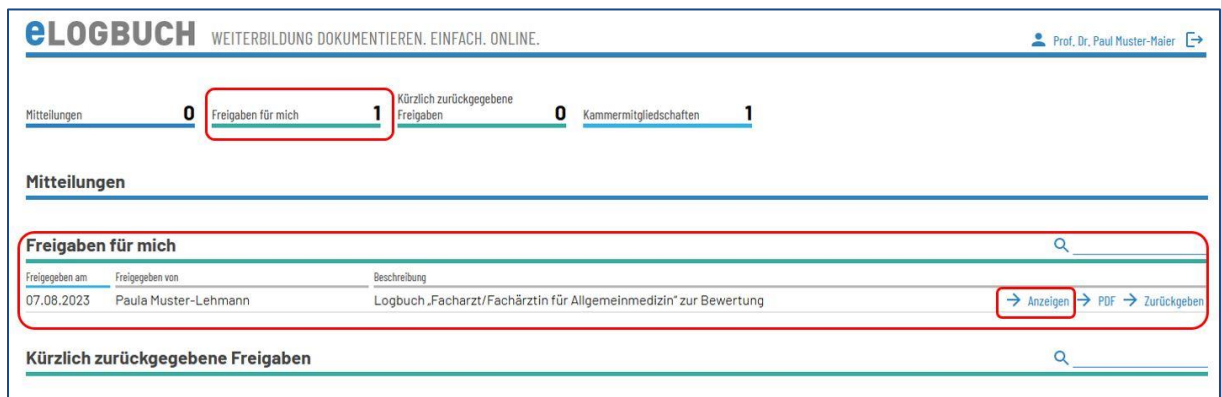 eLOGBUCH WEITERBILDUNG DOKUMENTIEREN. EINFACH. ONLINE. Prof. Dr. Paul Muster-Maier
Mitteilungen 0 Freigaben für mich 1 Kürzlich zurückgegebene Freigaben 0 Kammermitgliedschaften 1
Mitteilungen
Freigaben für mich
Freigegeben am Freigegeben von Beschreibung
07.08.2023 Paula Muster-Lehmann Logbuch „Facharzt/Fachärztin für Allgemeinmedizin“ zur Bewertung → Anzeigen → PDF → Zurückgeben
Kürzlich zurückgegebene Freigaben